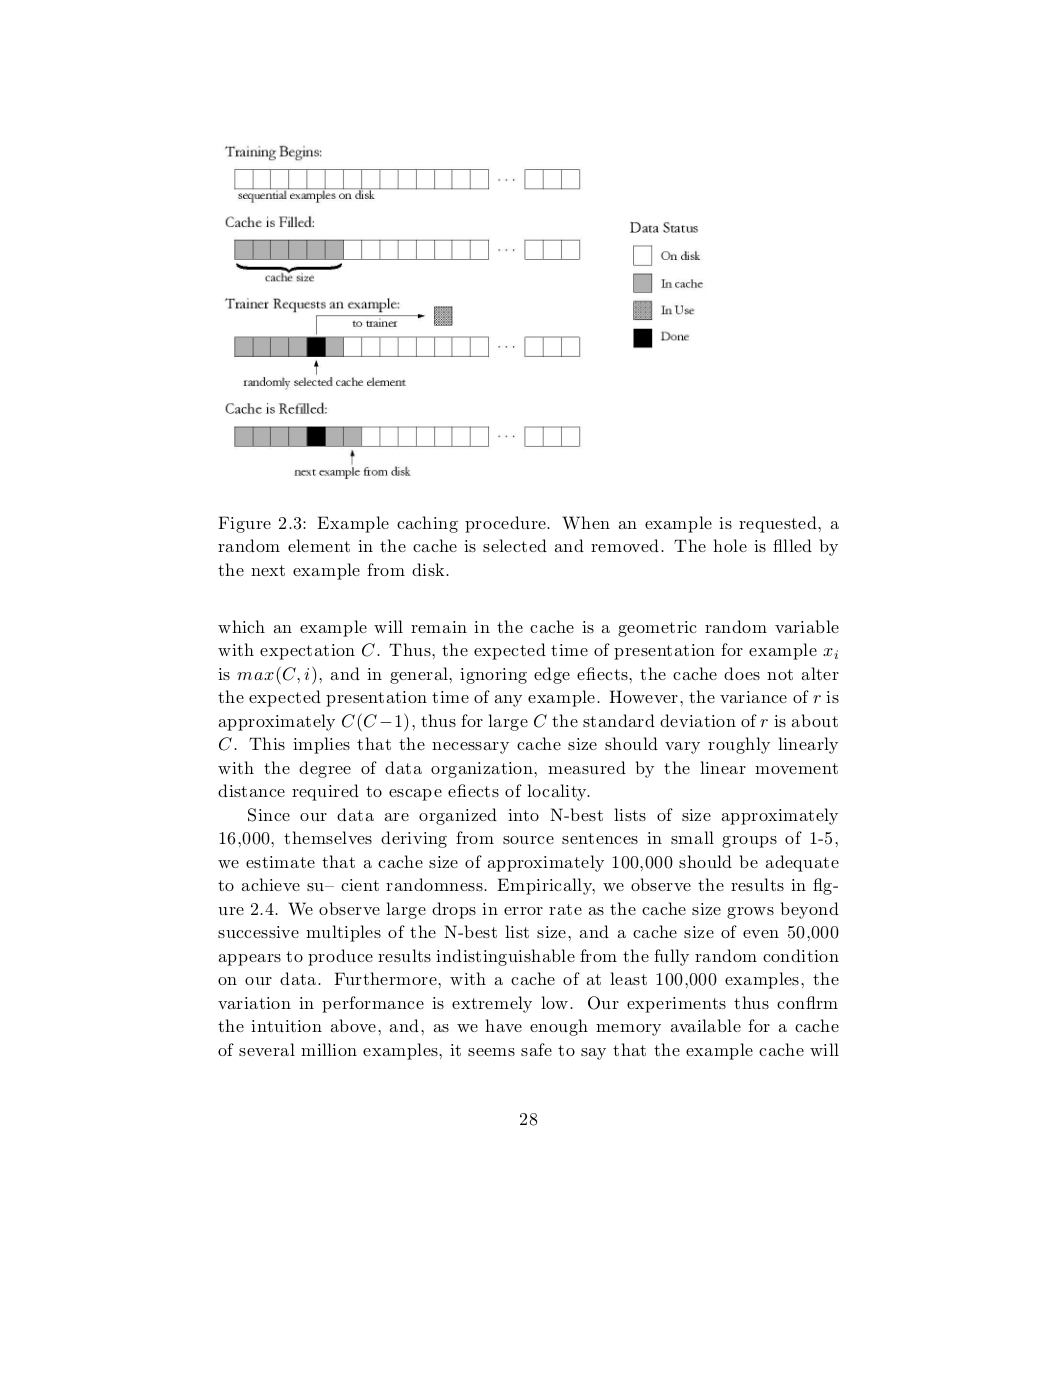 Training Begins:
· · ·
sequential examples on disk
Cache is Filled:
· · ·
cache size
Trainer Requests an example:
to trainer
· · ·
randomly selected cache element
Cache is Refilled:
· · ·
next example from disk
Data Status
On disk
In cache
In Use
Done
Figure 2.3: Example caching procedure. When an example is requested, a
random element in the cache is selected and removed. The hole is fllled by
the next example from disk.
which an example will remain in the cache is a geometric random variable
with expectation C. Thus, the expected time of presentation for example xi
is max(C, i), and in general, ignoring edge efiects, the cache does not alter
the expected presentation time of any example. However, the variance of r is
approximately C(C−1), thus for large C the standard deviation of r is about
C. This implies that the necessary cache size should vary roughly linearly
with the degree of data organization, measured by the linear movement
distance required to escape efiects of locality.
Since our data are organized into N-best lists of size approximately
16,000, themselves deriving from source sentences in small groups of 1-5,
we estimate that a cache size of approximately 100,000 should be adequate
to achieve su– cient randomness. Empirically, we observe the results in flg-
ure 2.4. We observe large drops in error rate as the cache size grows beyond
successive multiples of the N-best list size, and a cache size of even 50,000
appears to produce results indistinguishable from the fully random condition
on our data. Furthermore, with a cache of at least 100,000 examples, the
variation in performance is extremely low. Our experiments thus conflrm
the intuition above, and, as we have enough memory available for a cache
of several million examples, it seems safe to say that the example cache will
28